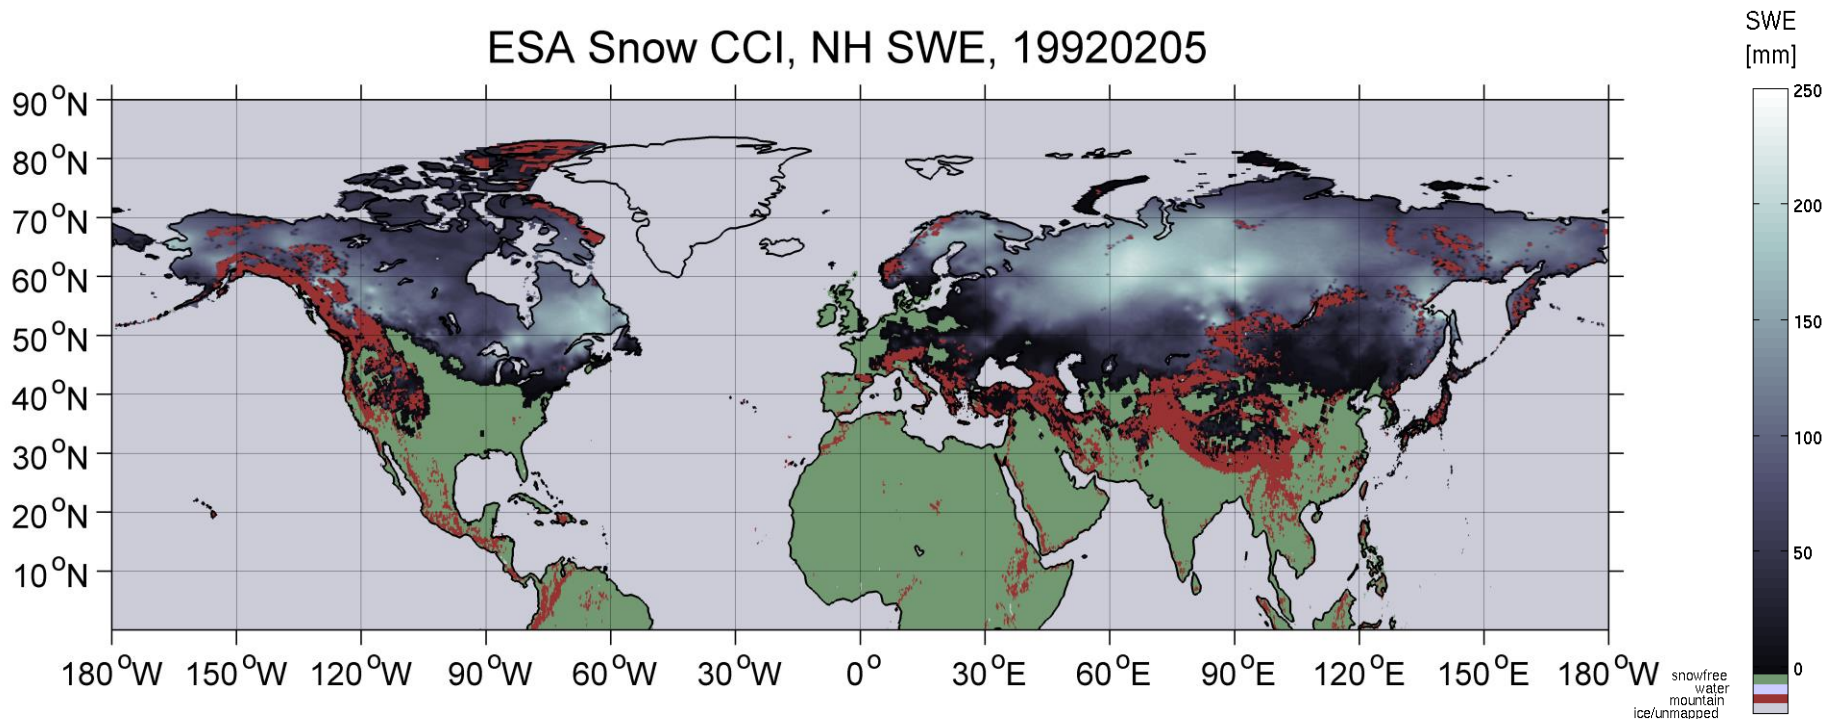 ESA Snow CCI, NH SWE, 19920205
SWE
[mm]
90°N
80°N
70°N
60°N
50°N
40°N
30°N
20°N
10°N
180°W 150°W 120°W 90°W 60°W 30°W 0° 30°E 60°E 90°E 120°E 150°E 180°W
250
200
150
100
50
0
snowfree
water
mountain
ice/unmapped